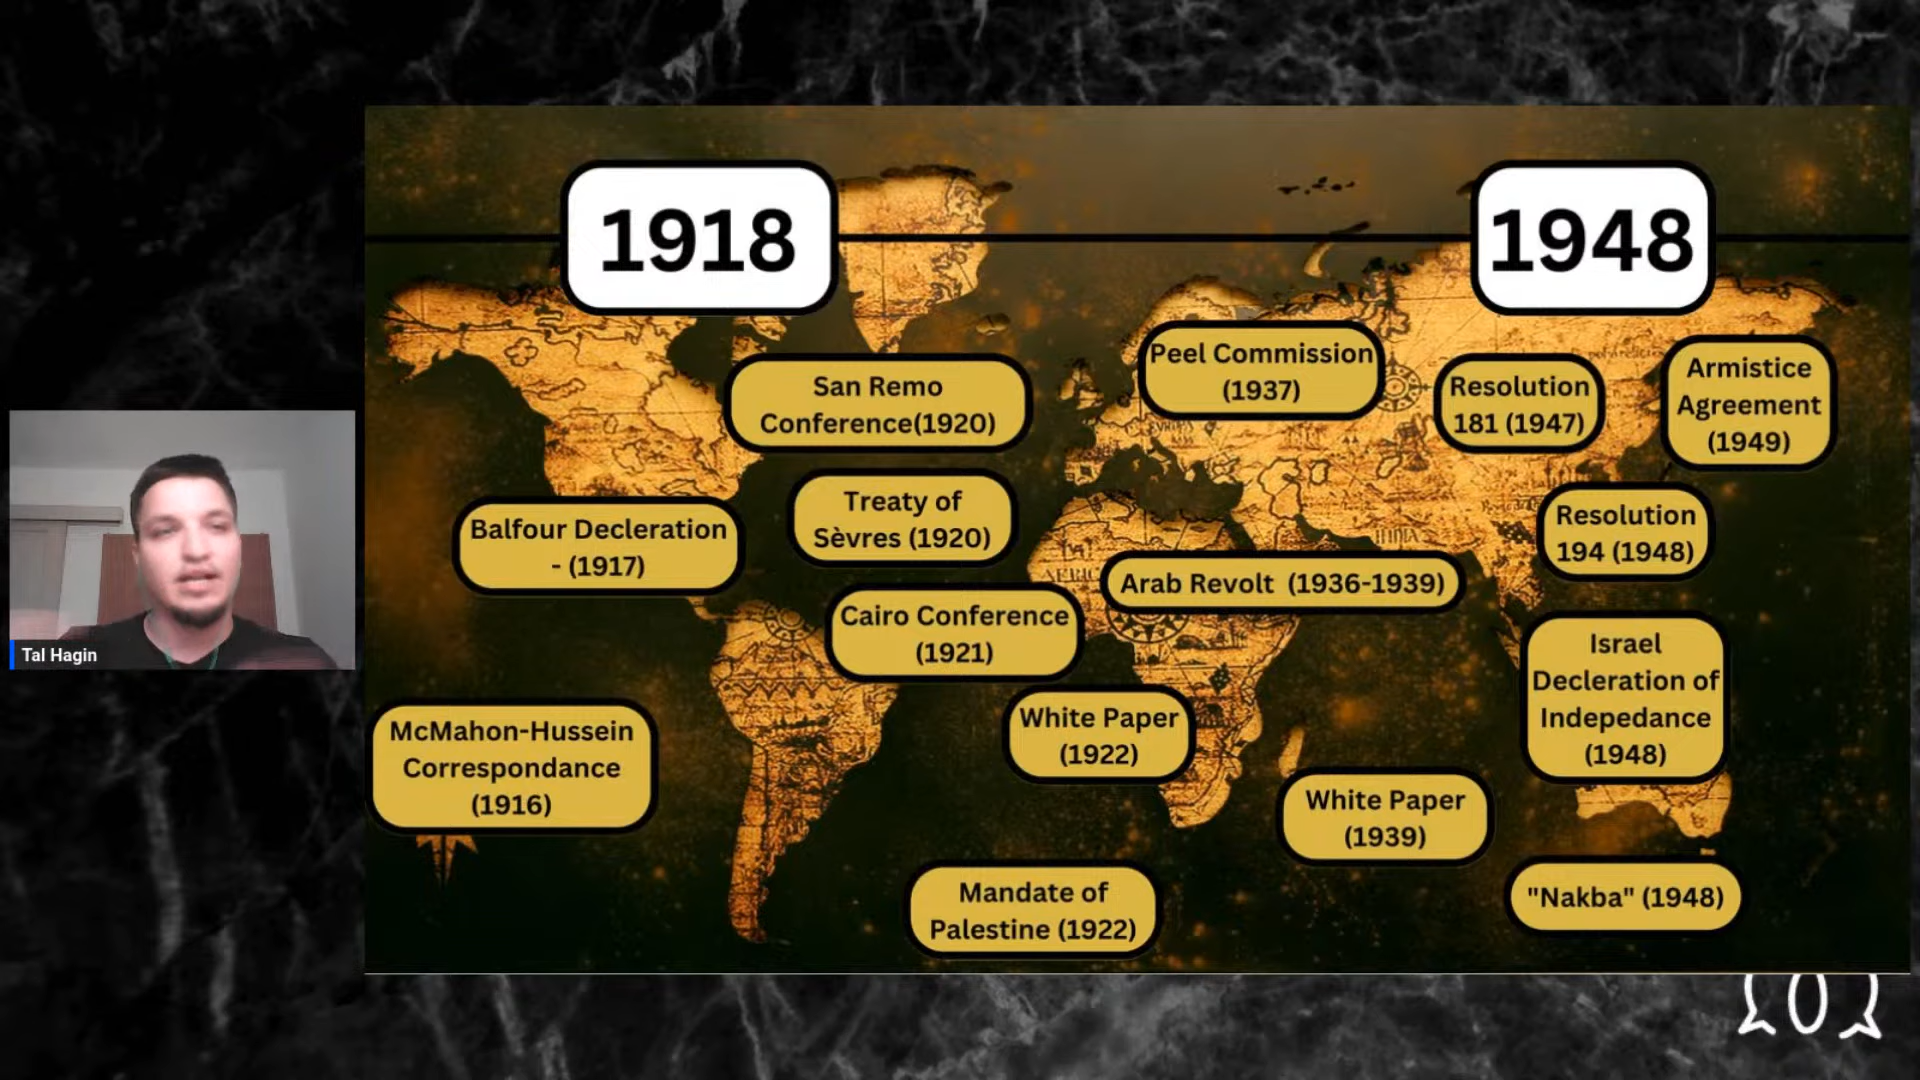 1918
1948
Peel Commission
(1937)
San Remo
Conference(1920)
Resolution
181 (1947)
Armistice
Agreement
(1949)
Balfour Decleration
- (1917)
Treaty of
Sèvres (1920)
Resolution
194 (1948)
Arab Revolt (1936-1939)
Cairo Conference
(1921)
Israel
Decleration of
Indepedance
(1948)
Tal Hagin
McMahon-Hussein
Correspondance
(1916)
White Paper
(1922)
White Paper
(1939)
Mandate of
Palestine (1922)
"Nakba" (1948)
INDIA